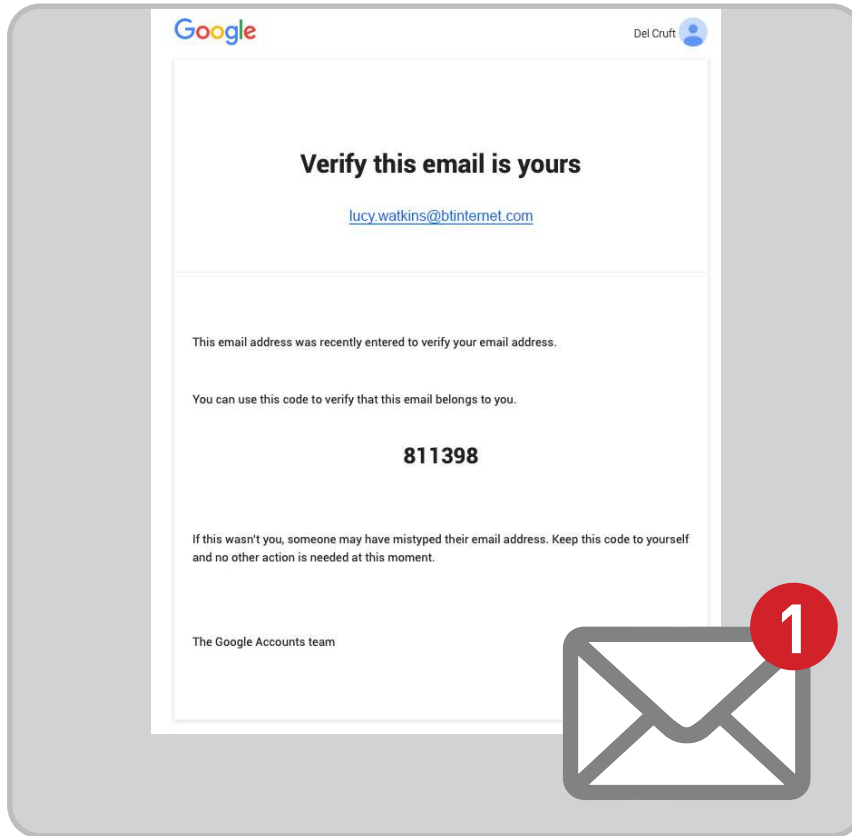 Google
Del Cruft
Verify this email is yours
lucy.watkins@btinternet.com
This email address was recently entered to verify your email address.
You can use this code to verify that this email belongs to you.
811398
If this wasn't you, someone may have mistyped their email address. Keep this code to yourself
and no other action is needed at this moment.
The Google Accounts team
1